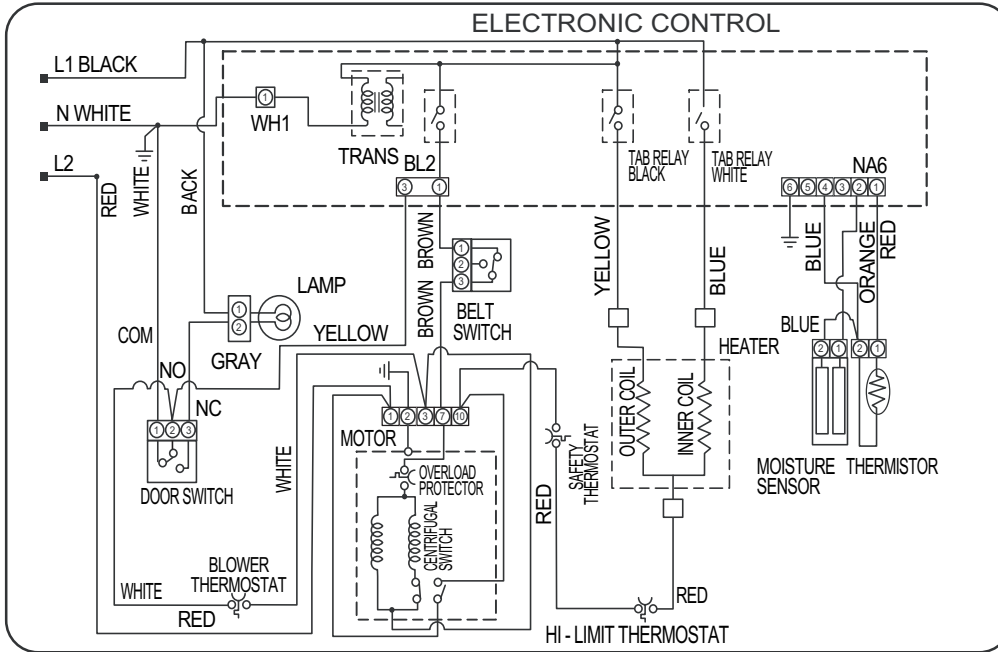 ELECTRONIC CONTROL
L1 BLACK
N WHITE
L2
RED
WHITE
BACK
1
WH1
TRANS
BL2
3 1
TAB RELAY
BLACK
TAB RELAY
WHITE
NA6
6 5 4 3 2 1
BROWN
YELLOW
BLUE
BLUE
ORANGE
RED
1
2
3
BELT
SWITCH
BROWN
LAMP
1
2
GRAY
YELLOW
COM
NO
NC
1 2 3
DOOR SWITCH
MOTOR
1 2 3 7 10
OVERLOAD
PROTECTOR
CENTRIFUGAL
SWITCH
WHITE
BLOWER
THERMOSTAT
WHITE
RED
RED
SAFETY
THERMOSTAT
HEATER
OUTER COIL
INNER COIL
RED
HI - LIMIT THERMOSTAT
BLUE
2 1 2 1
MOISTURE
SENSOR
THERMISTOR